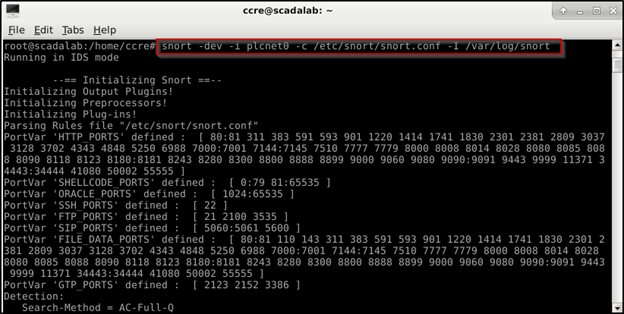 ccre@scadalab: ~
File Edit Tabs Help
root@scadalab:/home/ccre# snort -dev -i plcnet0 -c /etc/snort/snort.conf -I /var/log/snort
Running in IDS mode
--== Initializing Snort ==--
Initializing Output Plugins!
Initializing Preprocessors!
Initializing Plug-ins!
Parsing Rules file "/etc/snort/snort.conf"
PortVar 'HTTP_PORTS' defined : [ 80:81 311 383 591 593 901 1220 1414 1741 1830 2301 2381 2809 3037
3128 3702 4343 4848 5250 6988 7000:7001 7144:7145 7510 7777 7779 8000 8008 8014 8028 8080 8085 808
8 8090 8118 8123 8180:8181 8243 8280 8300 8800 8888 8899 9000 9060 9080 9090:9091 9443 9999 11371 3
4443:34444 41080 50002 55555 ]
PortVar 'SHELLCODE_PORTS' defined : [ 0:79 81:65535 ]
PortVar 'ORACLE_PORTS' defined : [ 1024:65535 ]
PortVar 'SSH_PORTS' defined : [ 22 ]
PortVar 'FTP_PORTS' defined : [ 21 2100 3535 ]
PortVar 'SIP_PORTS' defined : [ 5060:5061 5600 ]
PortVar 'FILE_DATA_PORTS' defined : [ 80:81 110 143 311 383 591 593 901 1220 1414 1741 1830 2301 2
381 2809 3037 3128 3702 4343 4848 5250 6988 7000:7001 7144:7145 7510 7777 7779 8000 8008 8014 8028
8080 8085 8088 8090 8118 8123 8180:8181 8243 8280 8300 8800 8888 8899 9000 9060 9080 9090:9091 9443
9999 11371 34443:34444 41080 50002 55555 ]
PortVar 'GTP_PORTS' defined : [ 2123 2152 3386 ]
Detection:
Search-Method = AC-Full-Q